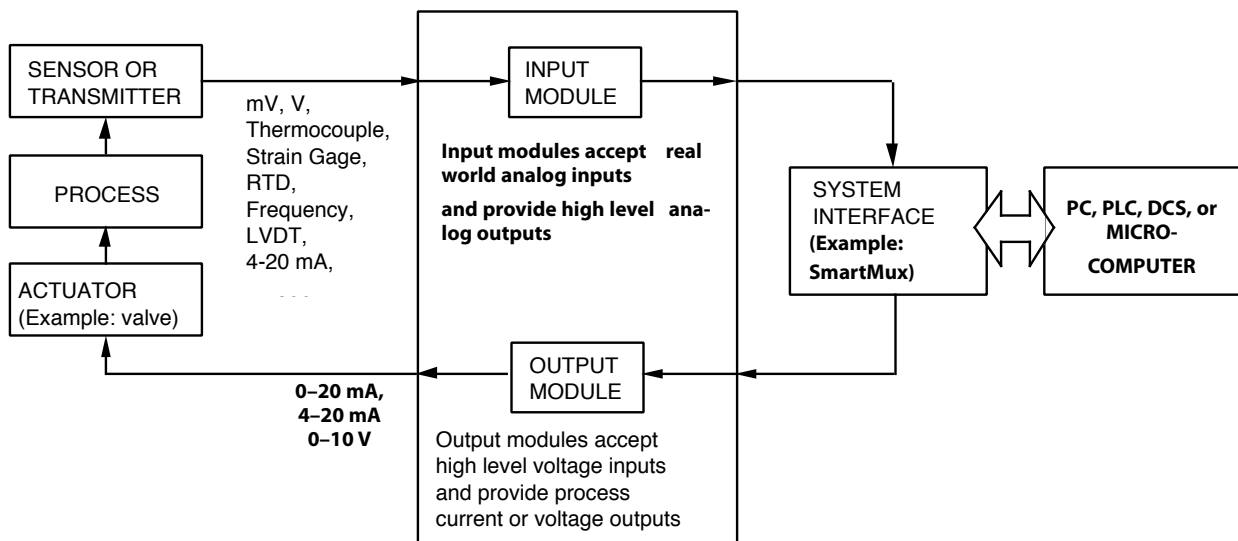 SENSOR OR
TRANSMITTER
mV, V,
Thermocouple,
Strain Gage,
RTD,
Frequency,
LVDT,
4-20 mA,
PROCESS
ACTUATOR
(Example: valve)
INPUT
MODULE
Input modules accept real
world analog inputs
and provide high level ana-
log outputs
SYSTEM
INTERFACE
(Example:
SmartMux)
PC, PLC, DCS, or
MICRO-
COMPUTER
OUTPUT
MODULE
0–20 mA,
4–20 mA
0–10 V
Output modules accept
high level voltage inputs
and provide process
current or voltage outputs